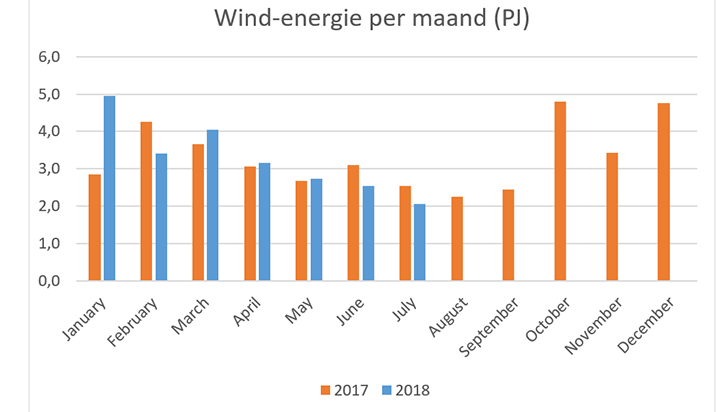 Wind-energie per maand (PJ)
6,0
5,0
4,0
3,0
2,0
1,0
0,0
January
February
March
April
May
June
July
August
September
October
November
December
2017 2018